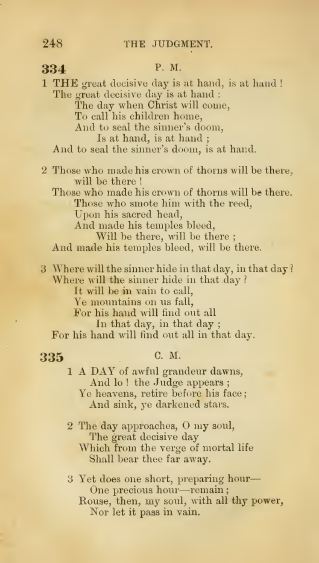 248 THE JUDGMENT.
334 P. M.
1 THE great decisive day is at hand, is at hand !
The great decisive day is at hand :
The day when Christ will come,
To call his children home,
And to seal the sinner's doom,
Is at hand, is at hand ;
And to seal the sinner's doom, is at hand.
2 Those who made his crown of thorns will be there,
will be there !
Those who made his crown of thorns will be there.
Those who smote him with the reed,
Upon his sacred head,
And made his temples bleed,
Will be there, will be there ;
And made his temples bleed, will be there.
3 Where will the sinner hide in that day, in that day ?
Where will the sinner hide in that day ?
It will be in vain to call,
Ye mountains on us fall,
For his hand will find out all
In that day, in that day ;
For his hand will find out all in that day.
335 C. M.
1 A DAY of awful grandeur dawns,
And lo ! the Judge appears ;
Ye heavens, retire before his face ;
And sink, ye darkened stars.
2 The day approaches, O my soul,
The great decisive day
Which from the verge of mortal life
Shall bear thee far away.
3 Yet does one short, preparing hour—
One precious hour—remain ;
Rouse, then, my soul, with all thy power,
Nor let it pass in vain.